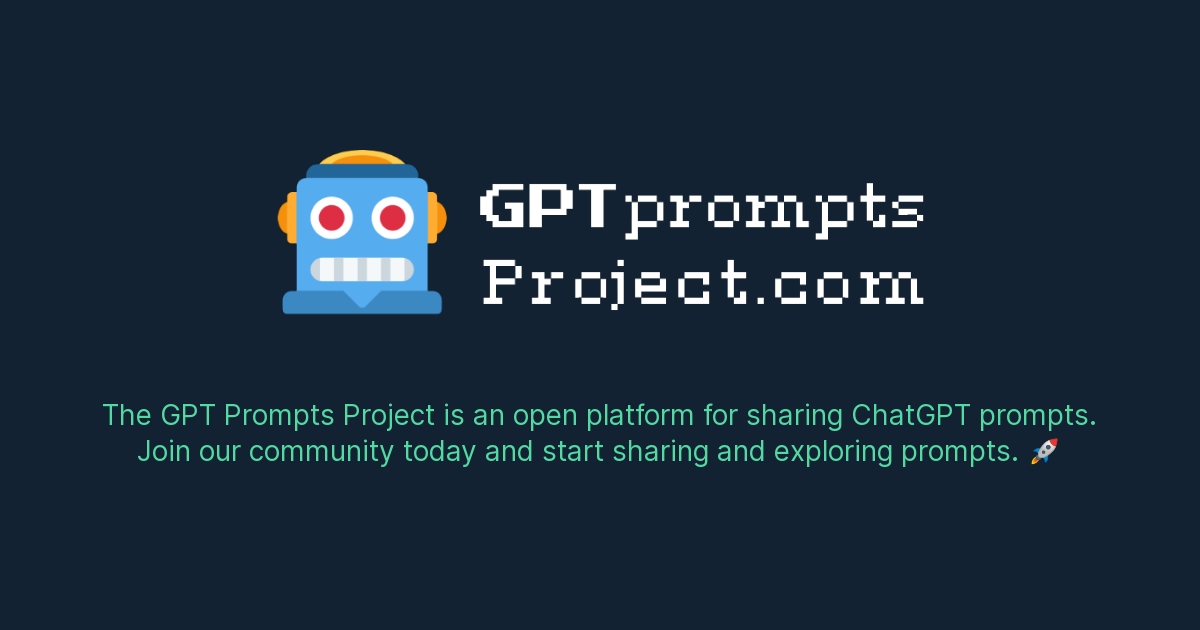 GPTprompts
Project.com
The GPT Prompts Project is an open platform for sharing ChatGPT prompts.
Join our community today and start sharing and exploring prompts. 🚀